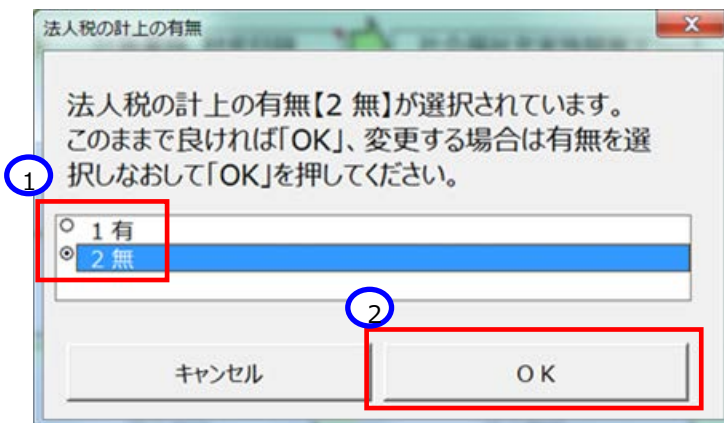 法人税の計上の有無
法人税の計上の有無【2 無】が選択されています。
このままで良ければ「OK」、変更する場合は有無を選
択しなおして「OK」を押してください。
1
1 有
2 無
2
キャンセル
OK